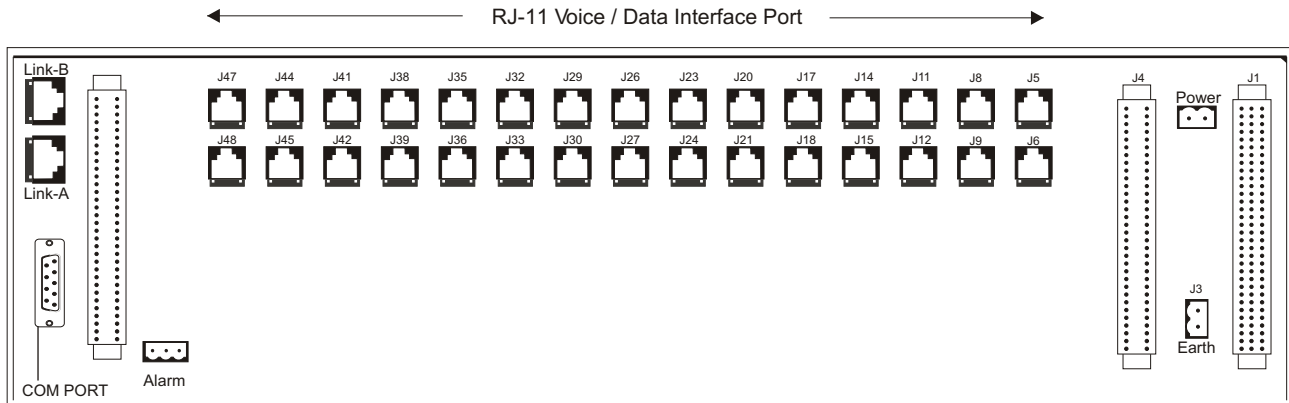 RJ-11 Voice / Data Interface Port
Link-B
J47 J44 J41 J38 J35 J32 J29 J26 J23 J20 J17 J14 J11 J8 J5
J4
J1
Power
J48 J45 J42 J39 J36 J33 J30 J27 J24 J21 J18 J15 J12 J9 J6
Link-A
J3
Earth
Alarm
COM PORT